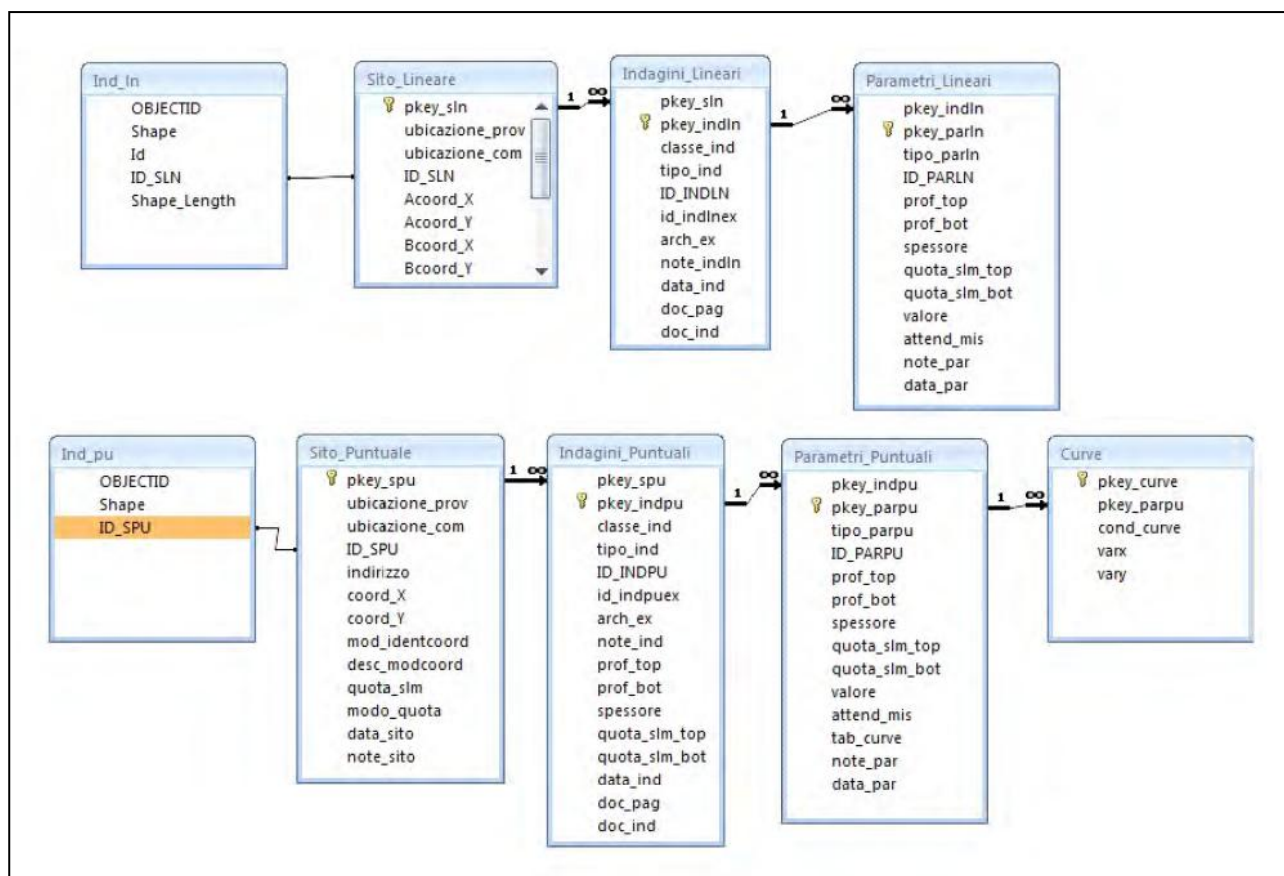 Ind_ln
OBJECTID
Shape
Id
ID_SLN
Shape_Length
Sito_Lineare
pkey_sln
ubicazione_prov
ubicazione_com
ID_SLN
Acoord_X
Acoord_Y
Bcoord_X
Bcoord_Y
1 ∞
Indagini_Lineari
pkey_sln
pkey_indln
classe_ind
tipo_ind
ID_INDLN
id_indlnex
arch_ex
note_indln
data_ind
doc_pag
doc_ind
1 ∞
Parametri_Lineari
pkey_indln
pkey_parln
tipo_parln
ID_PARLN
prof_top
prof_bot
spessore
quota_slm_top
quota_slm_bot
valore
attend_mis
note_par
data_par
Ind_pu
OBJECTID
Shape
ID_SPU
Sito_Puntuale
pkey_spu
ubicazione_prov
ubicazione_com
ID_SPU
indirizzo
coord_X
coord_Y
mod_identcoord
desc_modcoord
quota_slm
modo_quota
data_sito
note_sito
1 ∞
Indagini_Puntuali
pkey_spu
pkey_indpu
classe_ind
tipo_ind
ID_INDPU
id_indpuex
arch_ex
note_ind
prof_top
prof_bot
spessore
quota_slm_top
quota_slm_bot
data_ind
doc_pag
doc_ind
1 ∞
Parametri_Puntuali
pkey_indpu
pkey_parpu
tipo_parpu
ID_PARPU
prof_top
prof_bot
spessore
quota_slm_top
quota_slm_bot
valore
attend_mis
tab_curve
note_par
data_par
1 ∞
Curve
pkey_curve
pkey_parpu
cond_curve
varx
vary